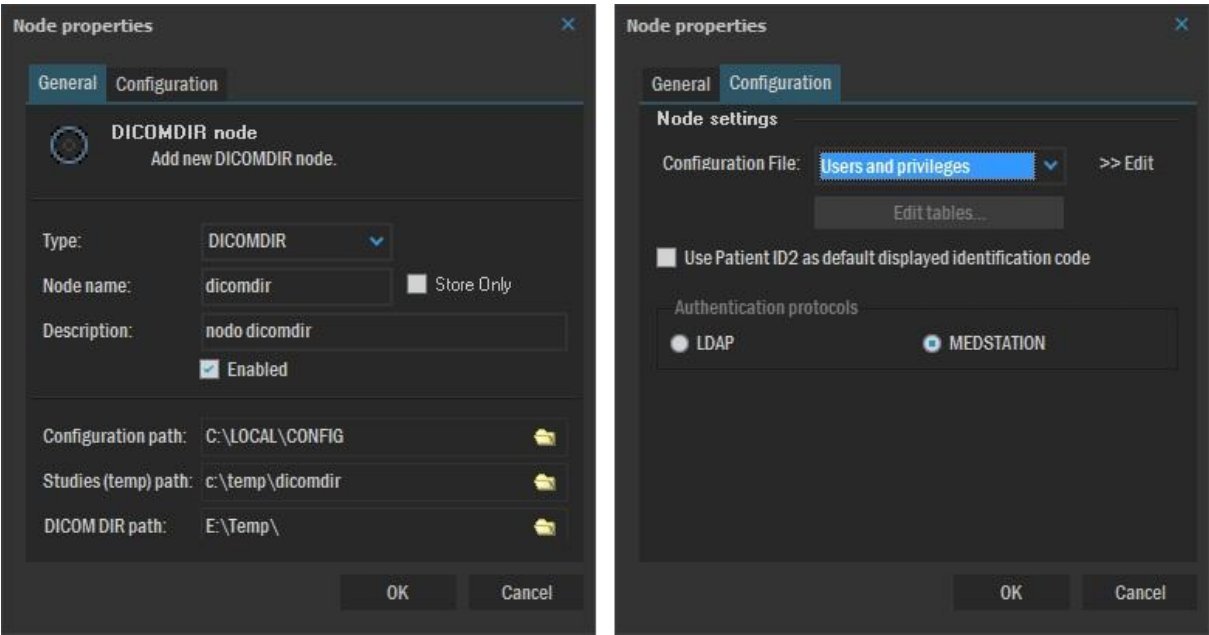 Node properties
General Configuration
DICOMDIR node
Add new DICOMDIR node.
Type: DICOMDIR
Node name: dicomdir Store Only
Description: nodo dicomdir
Enabled
Configuration path: C:\LOCAL\CONFIG
Studies (temp) path: c:\temp\dicomdir
DICOM DIR path: E:\Temp\
OK Cancel
Node properties
General Configuration
Node settings
Configuration File: Users and privileges >> Edit
Edit tables...
Use Patient ID2 as default displayed identification code
Authentication protocols
LDAP MEDSTATION
OK Cancel